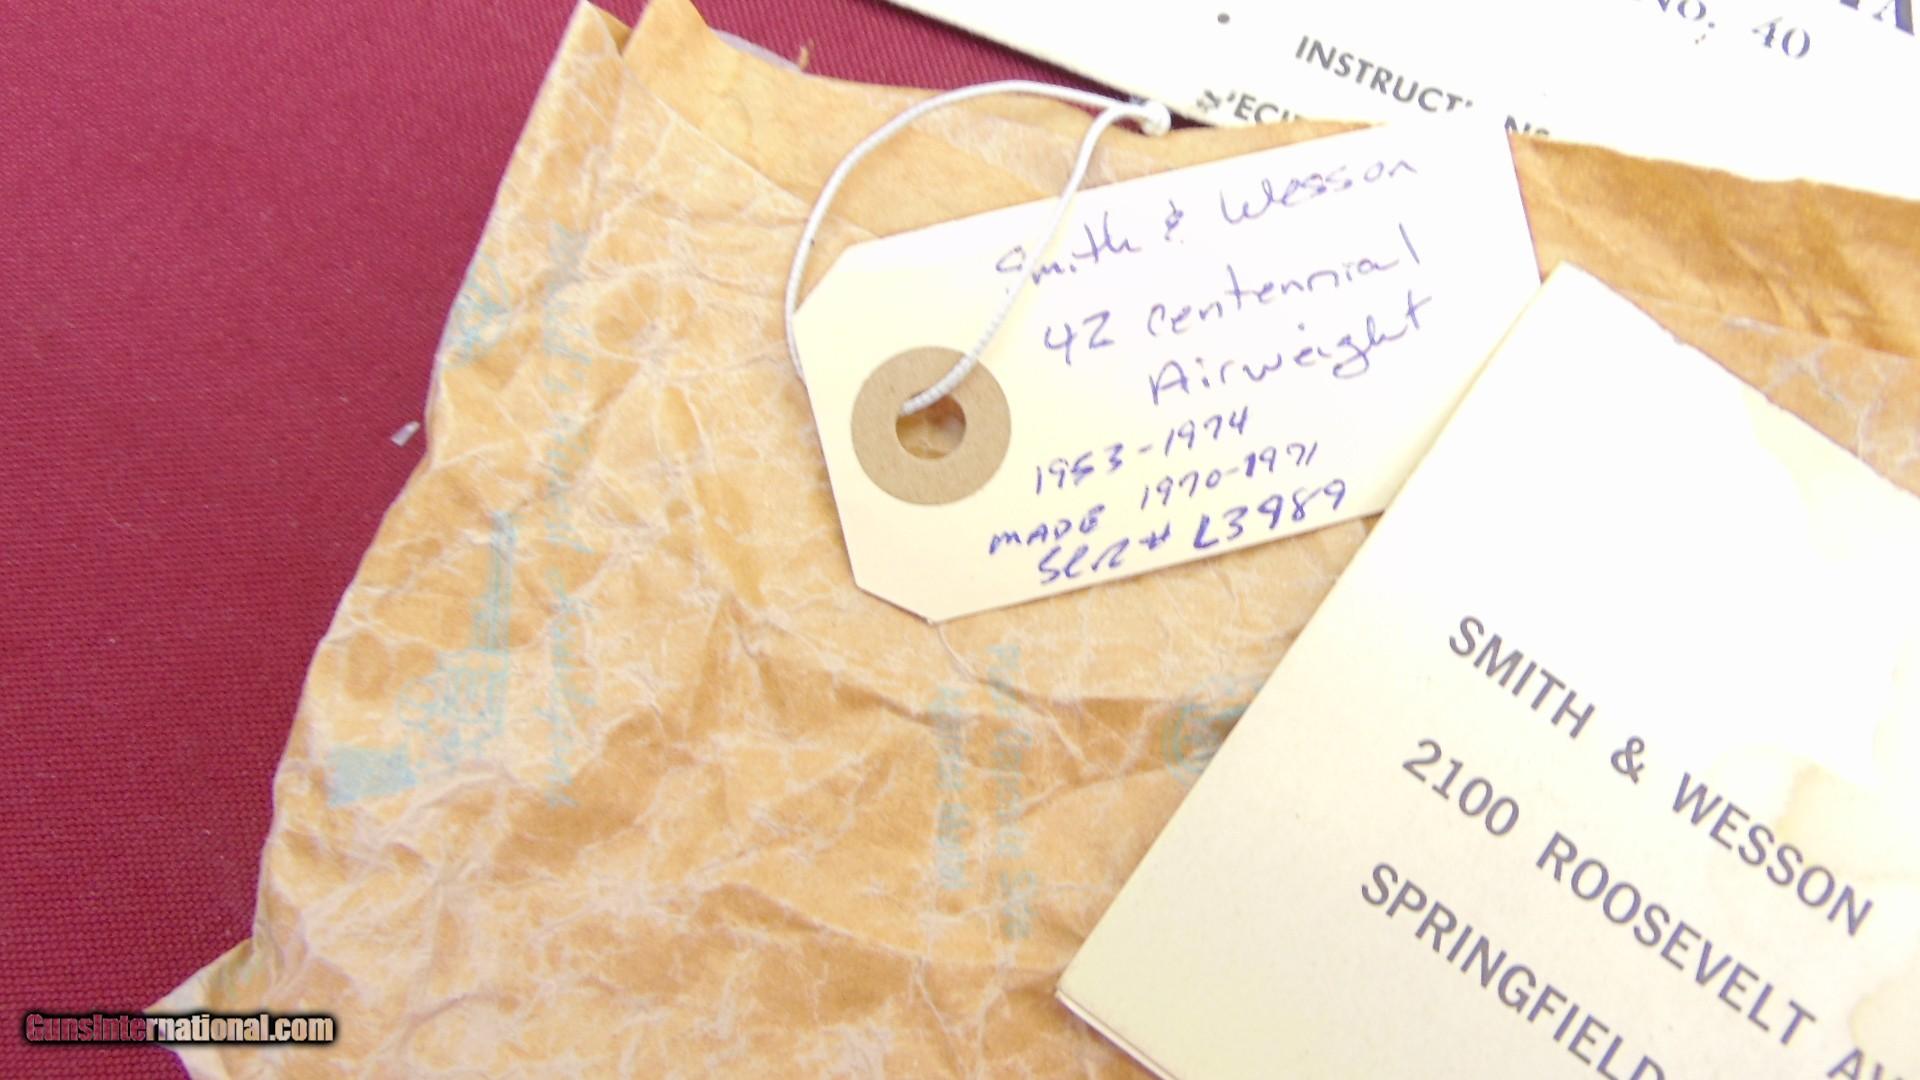 No. 40
INSTRUCT
Smith & Wesson
42 Centennial
Airweight
1953-1974
MADE 1970-1971
SER# L3989
SMITH & WESSON
2100 ROOSEVELT AV
SPRINGFIELD
GunsInternational.com